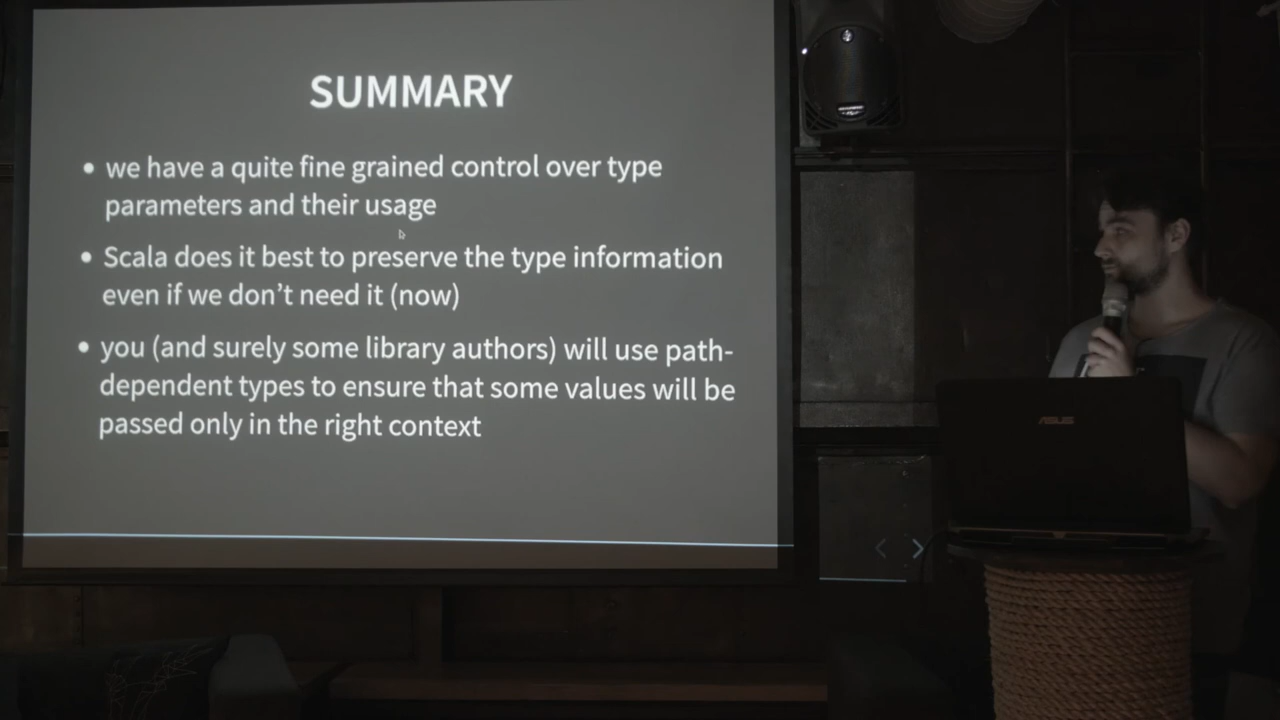 SUMMARY
• we have a quite fine grained control over type
parameters and their usage
• Scala does it best to preserve the type information
even if we don’t need it (now)
• you (and surely some library authors) will use path-
dependent types to ensure that some values will be
passed only in the right context
ASUS